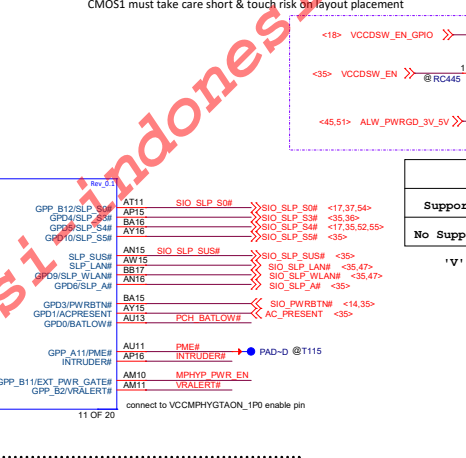 CMOS1 must take care short & touch risk on layout placement
<18> VCCDSW_EN_GPIO
<35> VCCDSW_EN
1
@ RC445
<45,51> ALW_PWRGD_3V_5V
Rev_0.1
GPP_B12/SLP_S0# AT11 SIO_SLP_S0# SIO_SLP_S0# <17,37,54>
GPD4/SLP_S3# AP15 SIO_SLP_S3# <35,36>
GPD5/SLP_S4# BA16 SIO_SLP_S4# <17,35,52,55>
GPD10/SLP_S5# AY16 SIO_SLP_S5# <35>
SLP_SUS# AN15 SIO_SLP_SUS# SIO_SLP_SUS# <35>
SLP_LAN# AW15 SIO_SLP_LAN# <35,47>
GPD9/SLP_WLAN# BB17 SIO_SLP_WLAN# <35,47>
GPD6/SLP_A# AN16 SIO_SLP_A# <35>
GPD3/PWRBTN# BA15 SIO_PWRBTN# <14,35>
GPD1/ACPRESENT AY15 AC_PRESENT <35>
GPD0/BATLOW# AU13 PCH_BATLOW#
GPP_A11/PME# AU11 PME# PAD~D @T115
INTRUDER# AP16 INTRUDER#
GPP_B11/EXT_PWR_GATE# AM10 MPHYP_PWR_EN
GPP_B2/VRALERT# AM11 VRALERT#
connect to VCCMPHYGTAON_1P0 enable pin
11 OF 20
Suppor
No Supp
'V'
si-indonesi